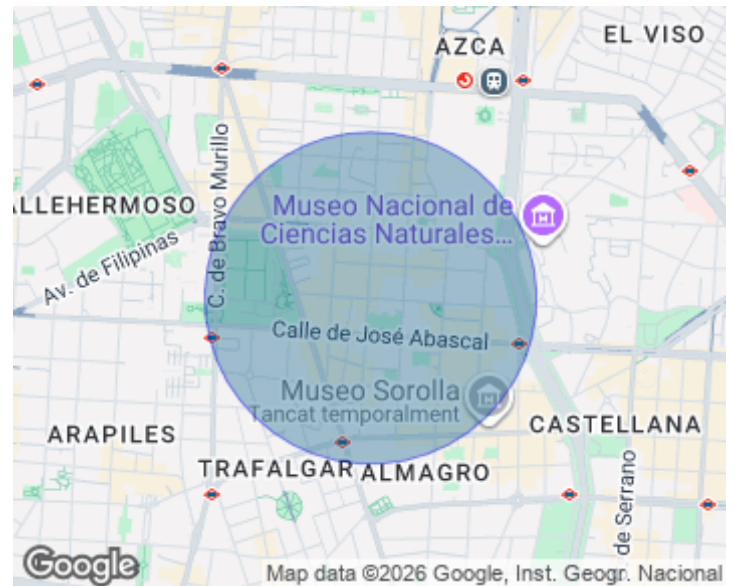 EL VISO
AZCA
C. de Bravo Murillo
ALLEHERMOSO
Museo Nacional de
Ciencias Naturales...
Av. de Filipinas
Calle de José Abascal
Museo Sorolla
Tancat temporalment
CASTELLANA
ARAPILES
TRAFALGAR
ALMAGRO
de Serrano
Google
Map data ©2026 Google, Inst. Geogr. Nacional